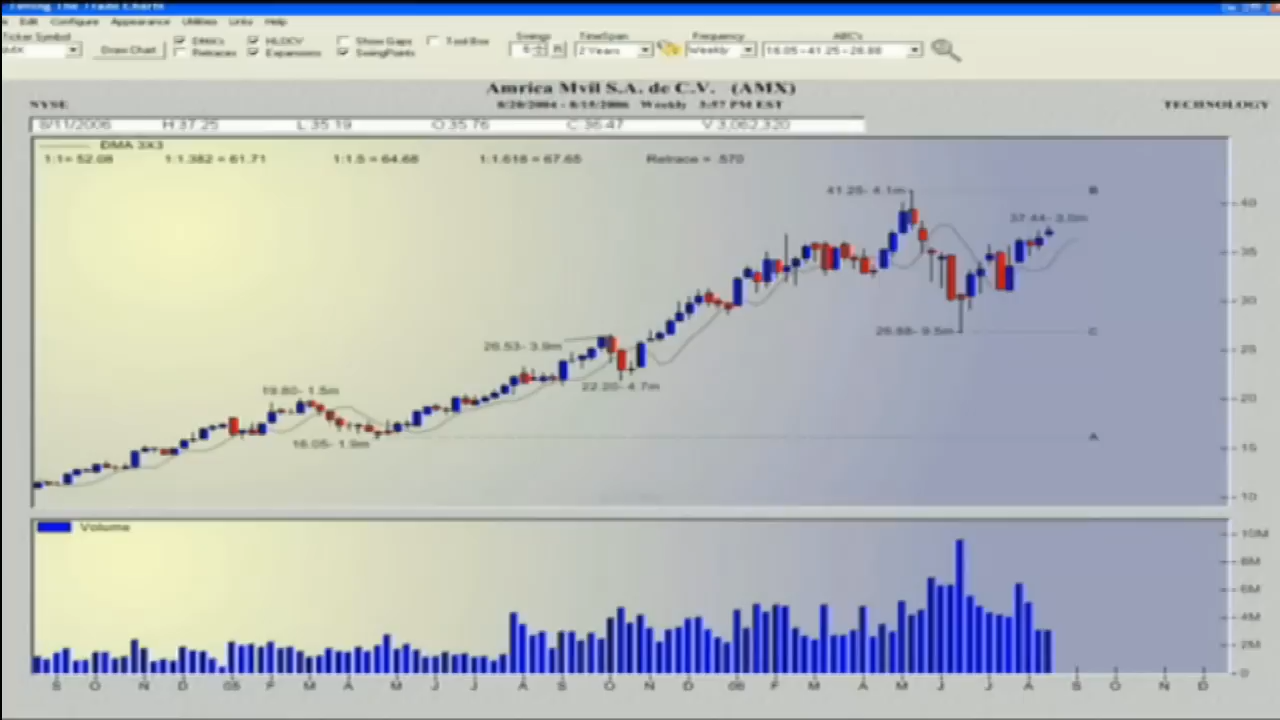 Timing The Trade Charts
Edit Configure Appearance Utilities Links Help
Ticker Symbol
AMX
Draw Chart
DMA's HLOCV Show Gaps Tool Box
Retraces Expansions SwingPoints
Swings TimeSpan Frequency ABC's
6 2 Years Weekly 16.05 - 41.25 - 26.88
Amrica Mvil S.A. de C.V. (AMX)
NYSE 8/20/2004 - 8/15/2006 Weekly 3:57 PM EST TECHNOLOGY
8/11/2006 H 37.25 L 35.19 O 35.76 C 36.47 V 3,062,320
DMA 3X3
1:1= 52.08 1:1.382 = 61.71 1:1.5 = 64.68 1:1.618 = 67.65 Retrace = .570
41.25- 4.1m B
40
37.44- 3.0m
35
30
26.88- 9.5m C
26.53- 3.9m 25
22.20- 4.7m
19.80- 1.5m 20
A
16.05- 1.9m 15
10
Volume
10M
8M
6M
4M
2M
0
S O N D 05 F M A M J J A S O N D 06 F M A M J J A S O N D